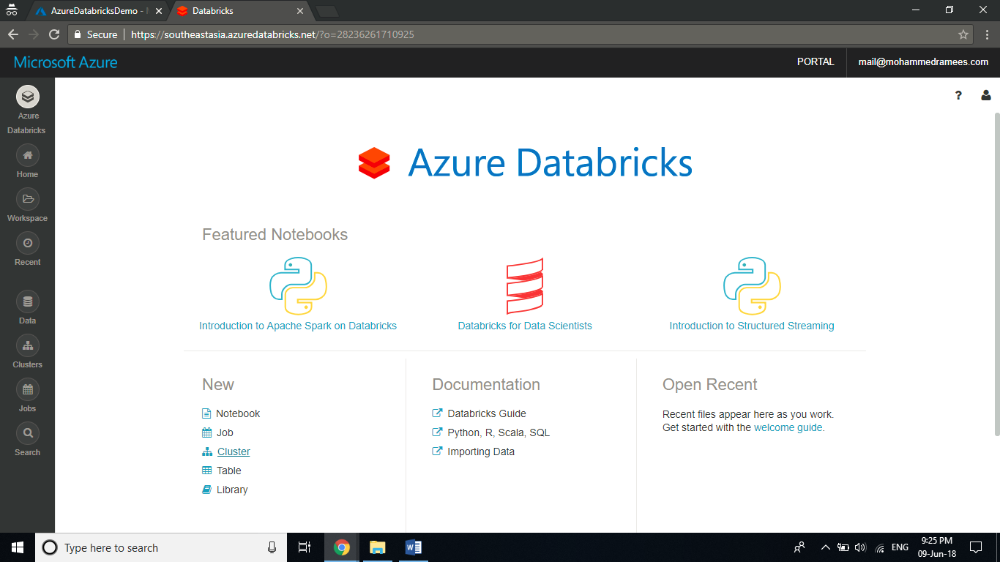 AzureDatabricksDemo - M
Databricks
Secure
https://southeastasia.azuredatabricks.net/?o=28236261710925
Microsoft Azure
PORTAL
mail@mohammedramees.com
Azure
Databricks
Home
Workspace
Recent
Data
Clusters
Jobs
Search
?
Azure Databricks
Featured Notebooks
Introduction to Apache Spark on Databricks
Databricks for Data Scientists
Introduction to Structured Streaming
New
Notebook
Job
Cluster
Table
Library
Documentation
Databricks Guide
Python, R, Scala, SQL
Importing Data
Open Recent
Recent files appear here as you work.
Get started with the welcome guide.
Type here to search
ENG
9:25 PM
09-Jun-18